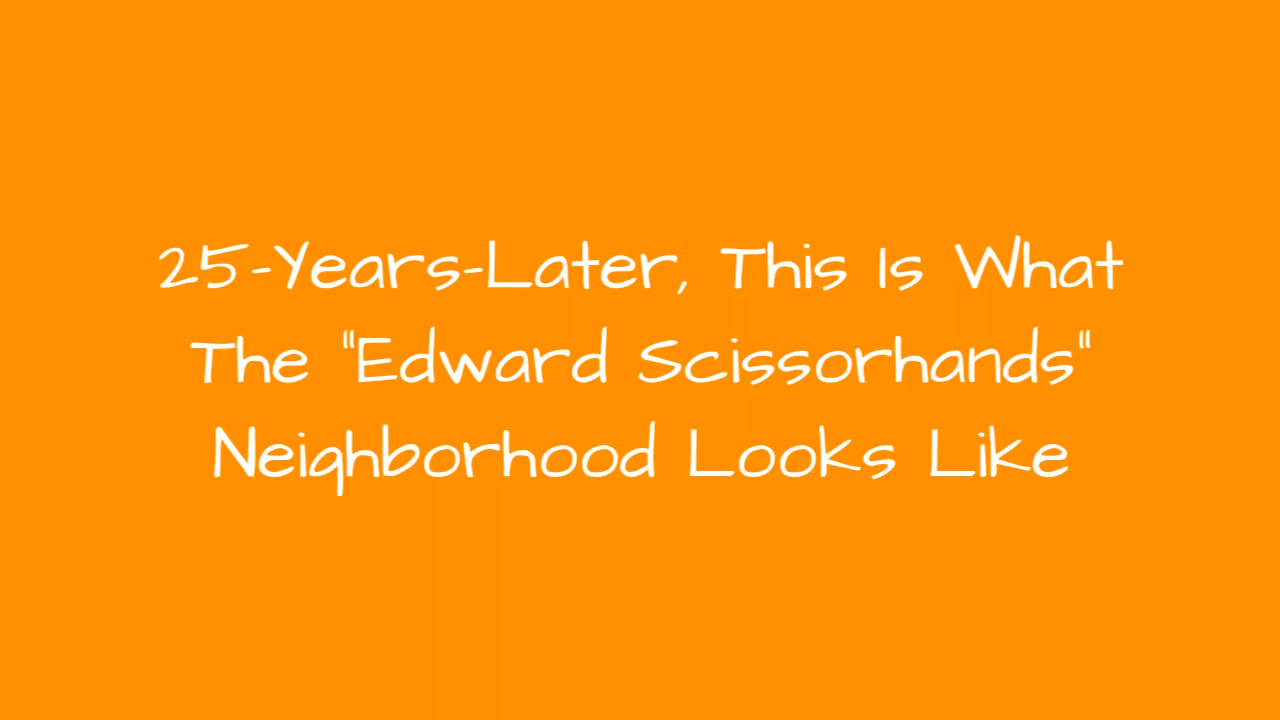 25-Years-Later, This Is What
The "Edward Scissorhands"
Neighborhood Looks Like